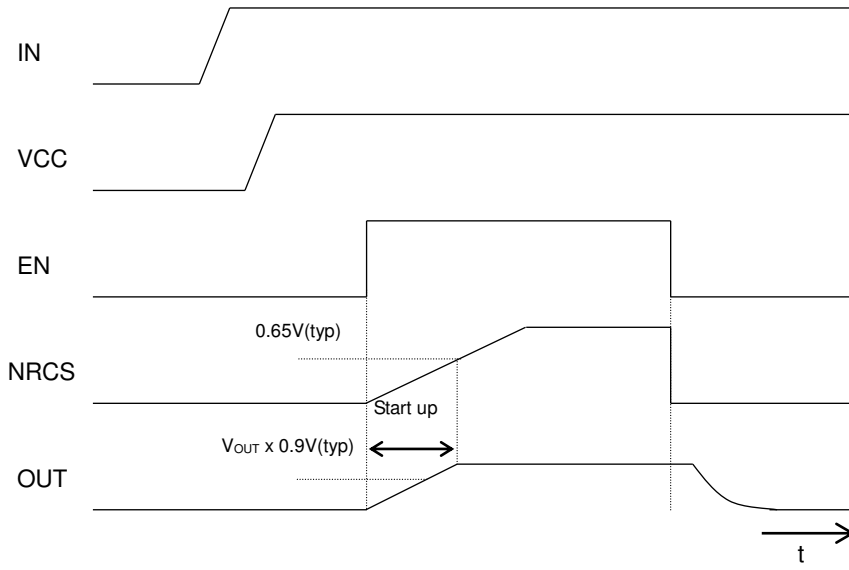 IN
VCC
EN
0.65V(typ)
NRCS
Start up
VOUT x 0.9V(typ)
OUT
t